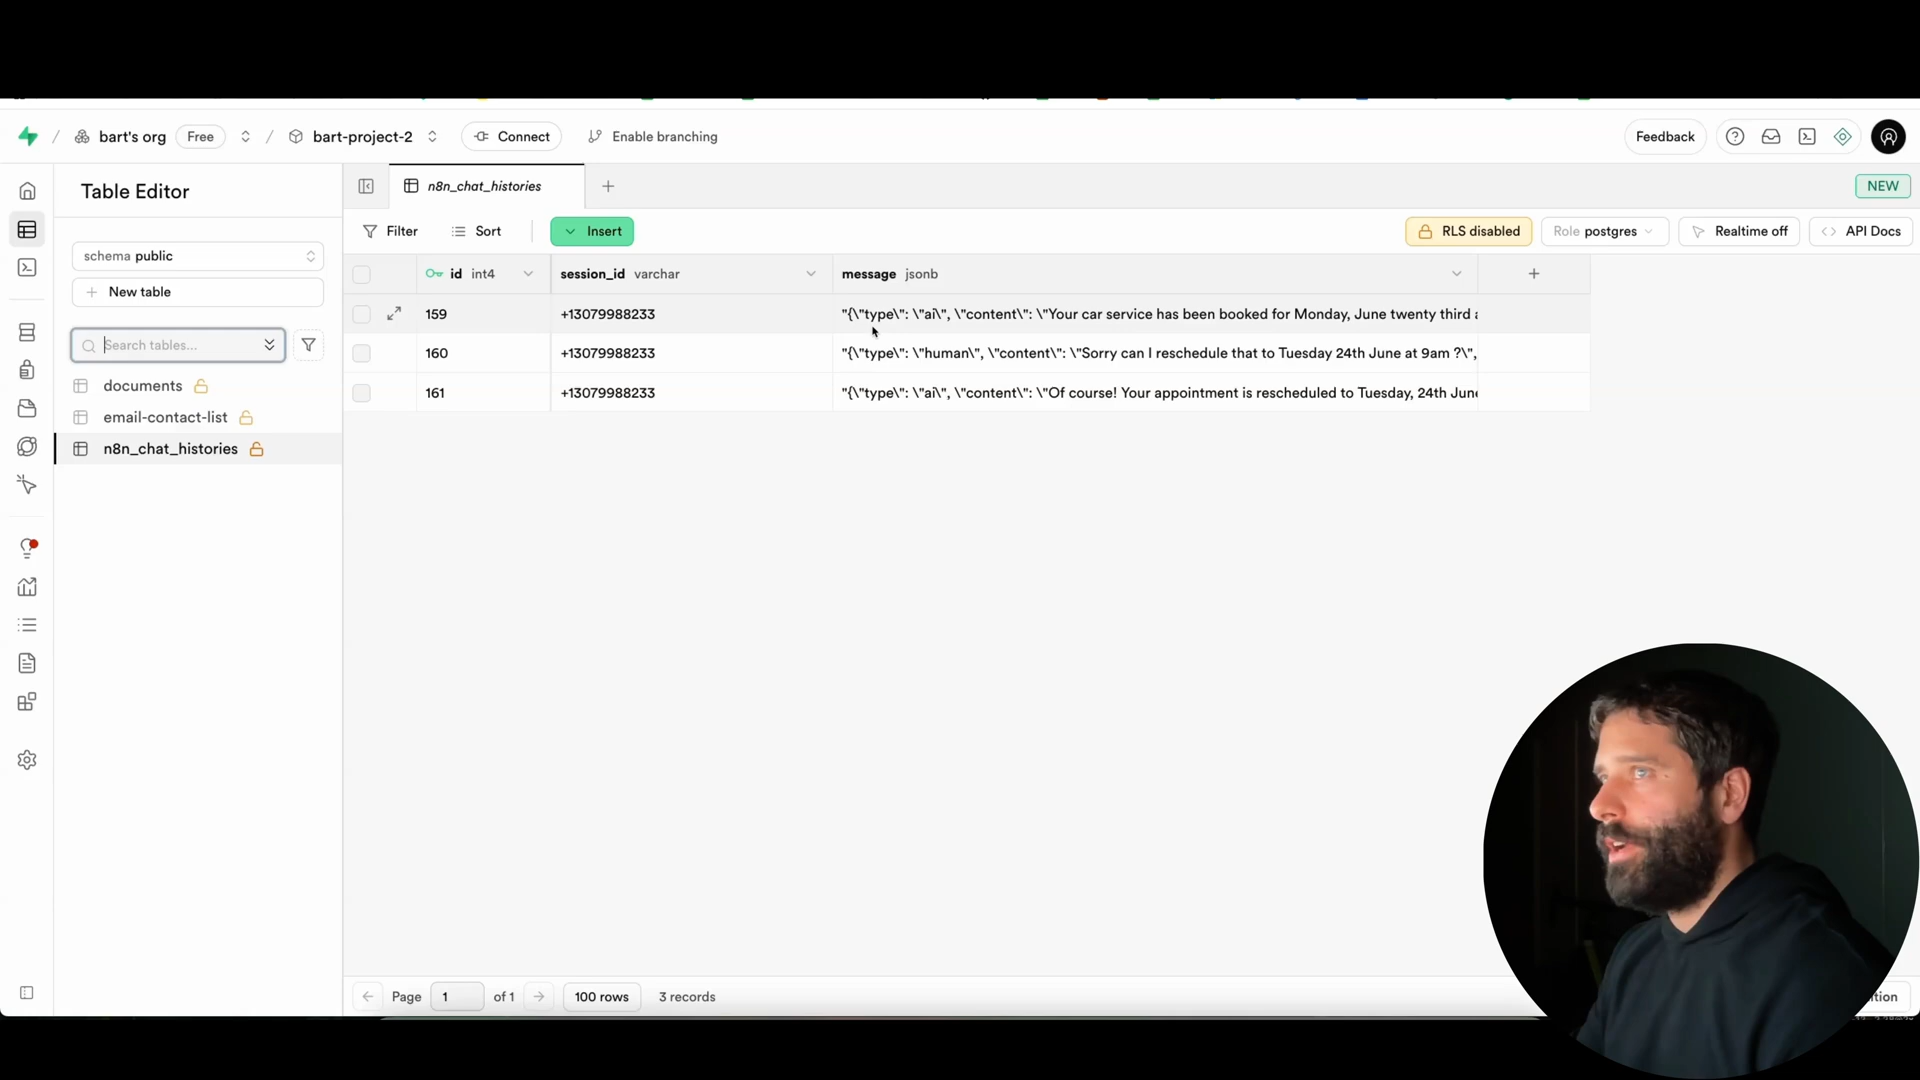 / bart's org Free / bart-project-2 Connect Enable branching Feedback
Table Editor
n8n_chat_histories
NEW
schema public
New table
Search tables...
documents
email-contact-list
n8n_chat_histories
Filter Sort Insert RLS disabled Role postgres Realtime off API Docs
id int4 session_id varchar message jsonb
159 +13079988233 "{\"type\": \"ai\", \"content\": \"Your car service has been booked for Monday, June twenty third
160 +13079988233 "{\"type\": \"human\", \"content\": \"Sorry can I reschedule that to Tuesday 24th June at 9am ?\",
161 +13079988233 "{\"type\": \"ai\", \"content\": \"Of course! Your appointment is rescheduled to Tuesday, 24th June
Page 1 of 1 100 rows 3 records